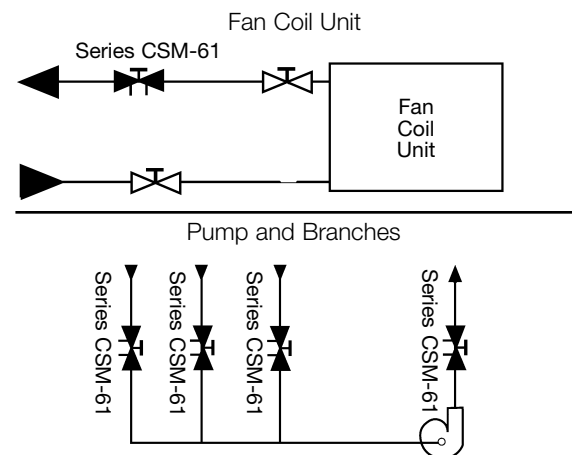 Fan Coil Unit
Series CSM-61
Fan
Coil
Unit
Pump and Branches
Series CSM-61
Series CSM-61
Series CSM-61
Series CSM-61